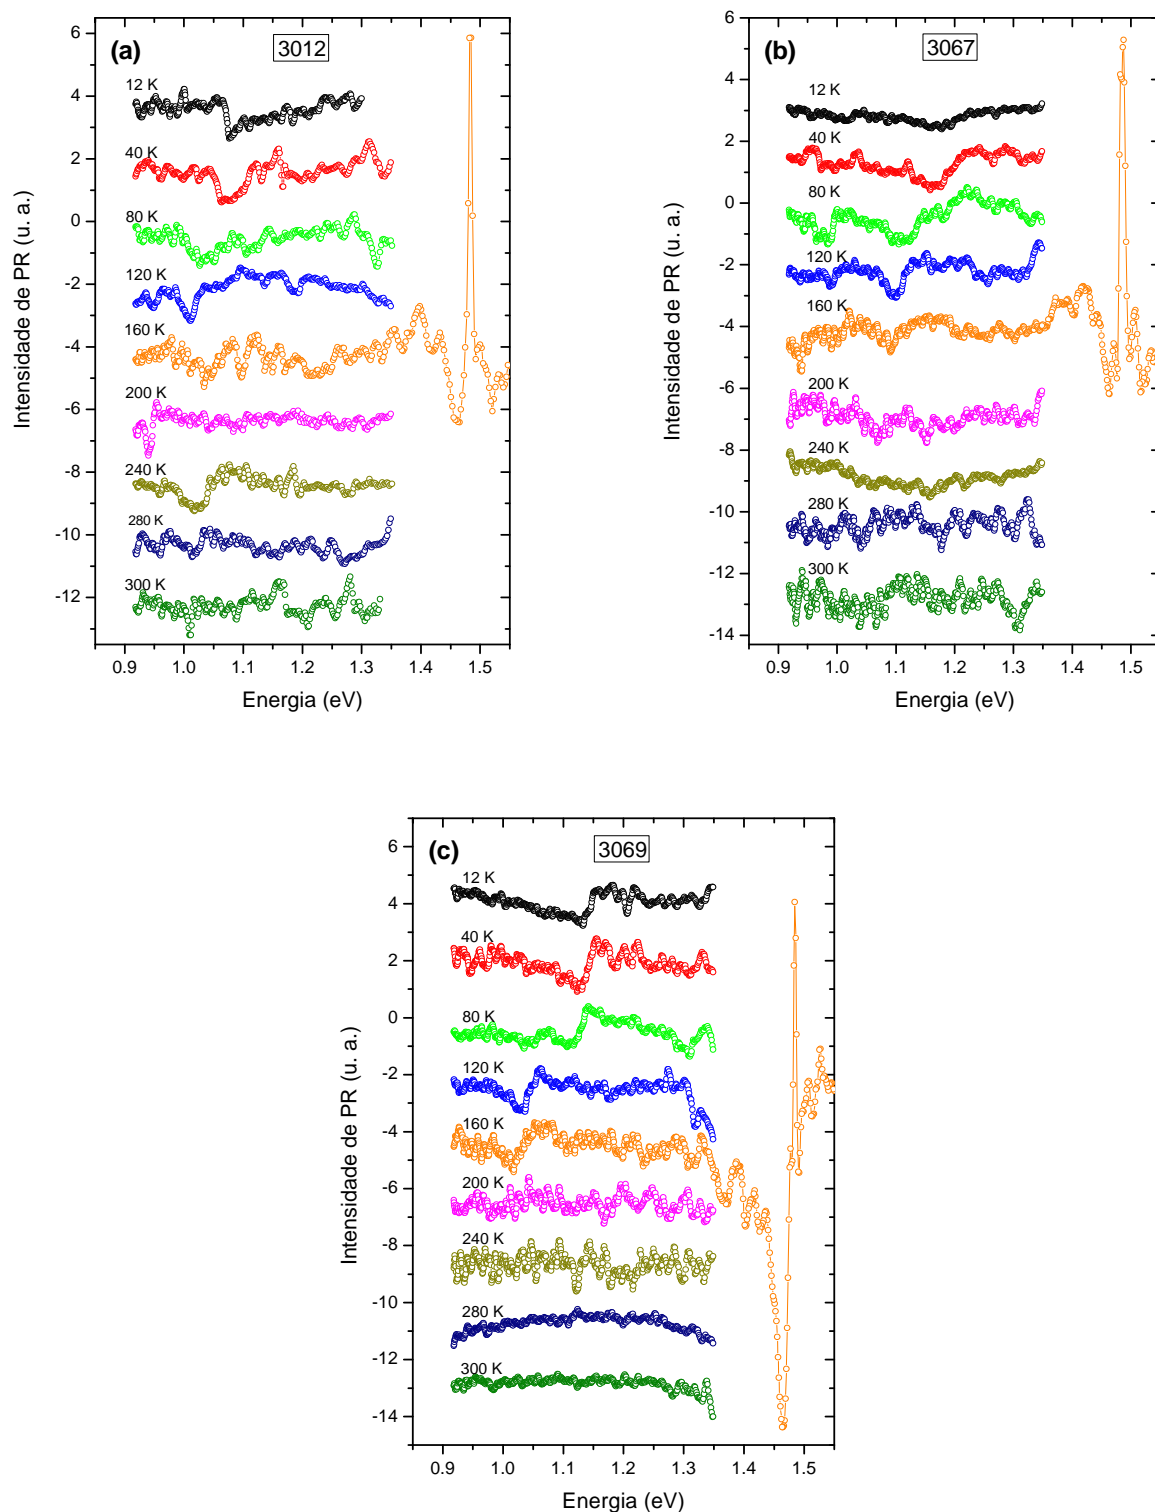 (a)
3012
12 K
40 K
80 K
120 K
160 K
200 K
240 K
280 K
300 K
6
4
2
0
-2
-4
-6
-8
-10
-12
0.9 1.0 1.1 1.2 1.3 1.4 1.5
Energia (eV)
Intensidade de PR (u. a.)
(b)
3067
12 K
40 K
80 K
120 K
160 K
200 K
240 K
280 K
300 K
6
4
2
0
-2
-4
-6
-8
-10
-12
-14
0.9 1.0 1.1 1.2 1.3 1.4 1.5
Energia (eV)
Intensidade de PR (u. a.)
(c)
3069
12 K
40 K
80 K
120 K
160 K
200 K
240 K
280 K
300 K
6
4
2
0
-2
-4
-6
-8
-10
-12
-14
0.9 1.0 1.1 1.2 1.3 1.4 1.5
Energia (eV)
Intensidade de PR (u. a.)